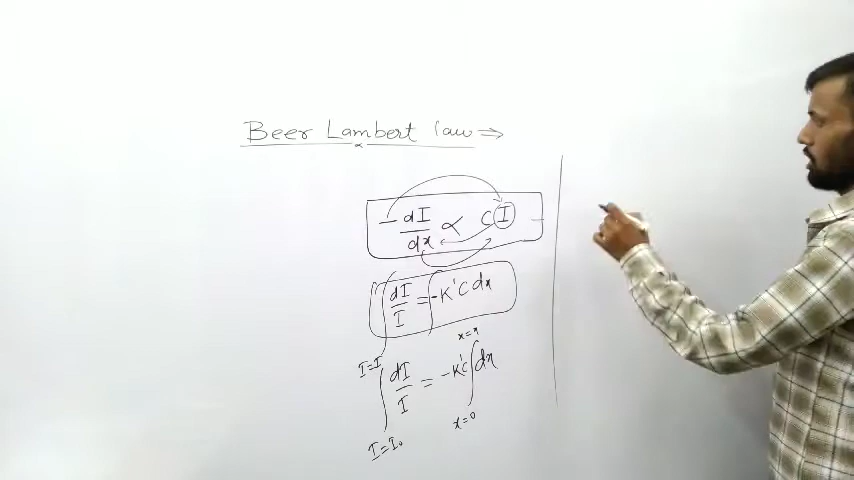 Beer Lambert law ⇒
- dI/dx ∝ C I
∫ dI/I = -K'C dx
x=x
I=I
∫ dI/I = -K'C ∫ dx
x=0
I=I₀